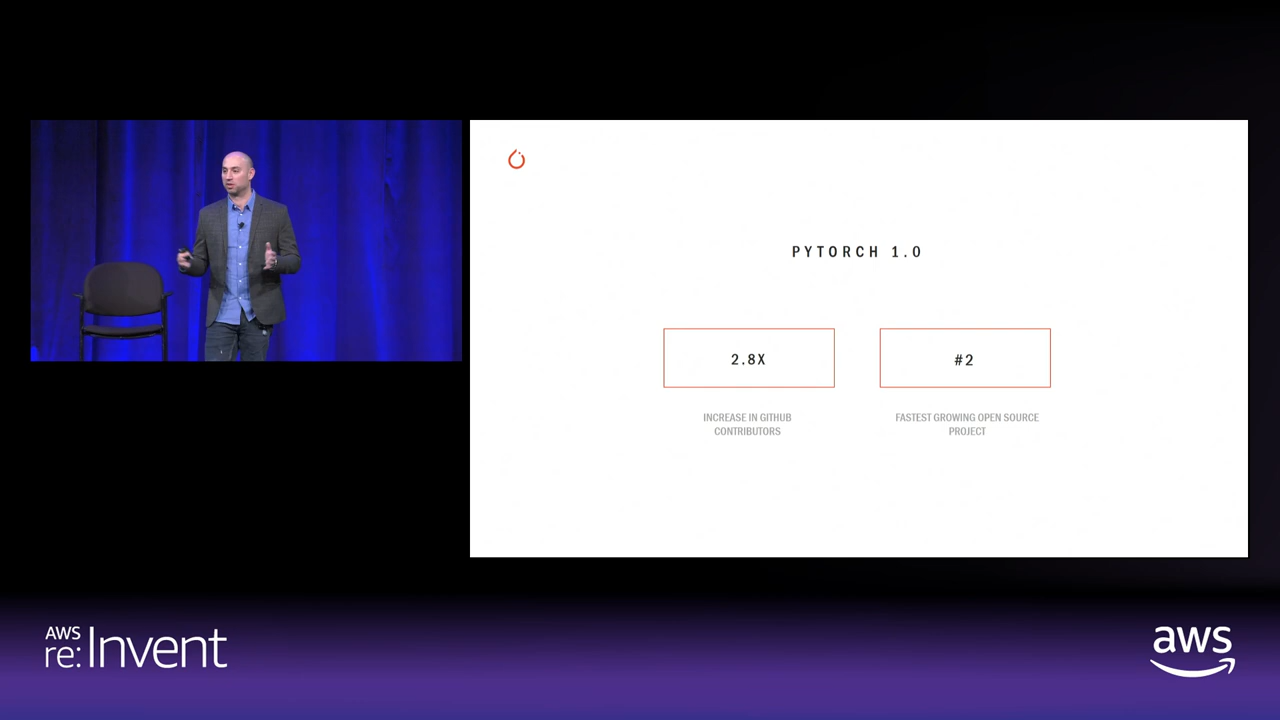 PYTORCH 1.0
2.8X
#2
INCREASE IN GITHUB
CONTRIBUTORS
FASTEST GROWING OPEN SOURCE
PROJECT
AWS
re:Invent
aws